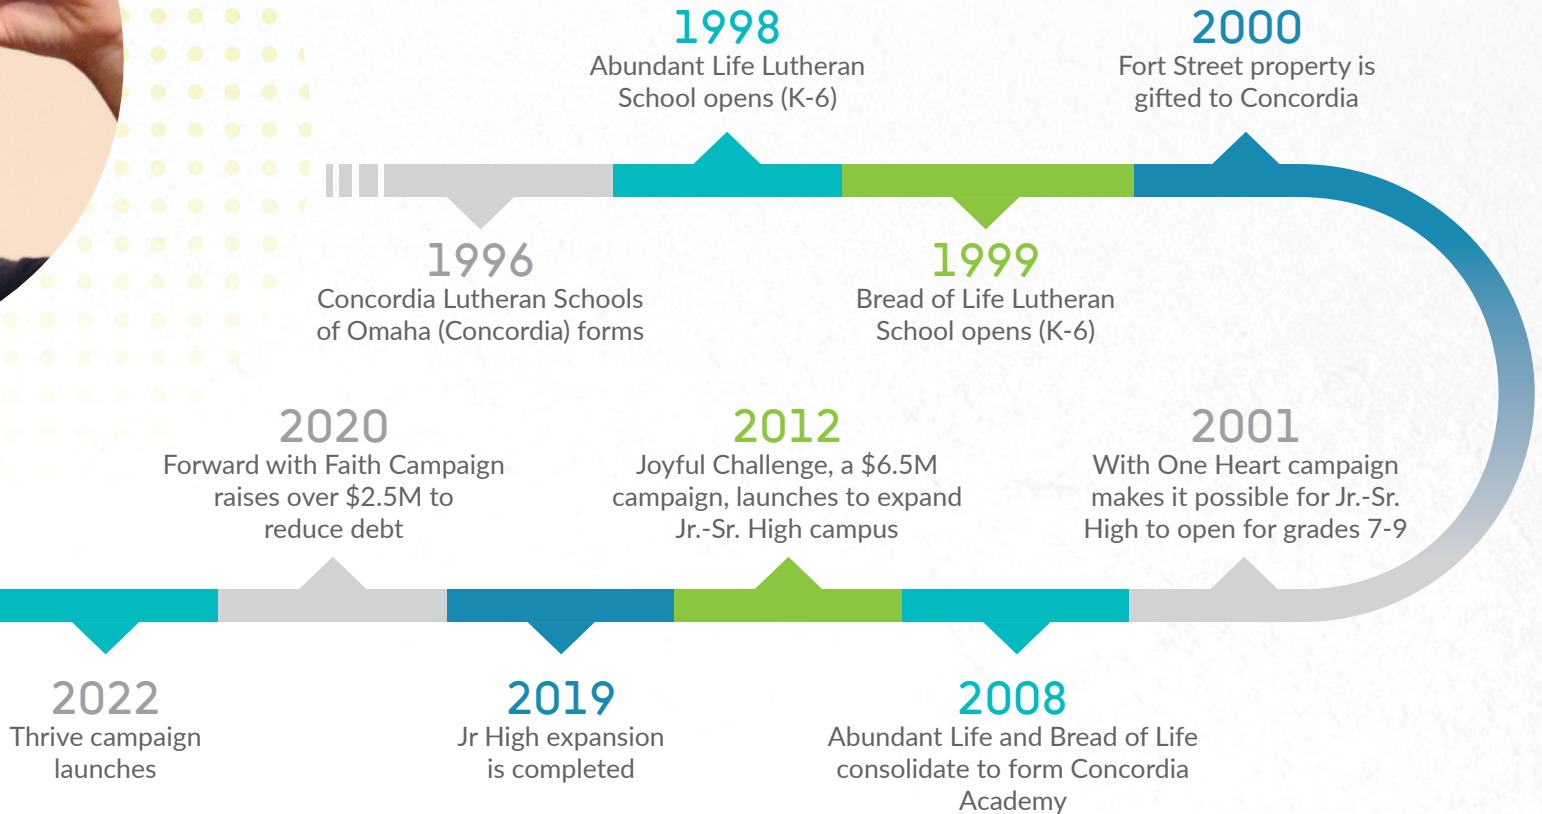 1998
Abundant Life Lutheran
School opens (K-6)
2000
Fort Street property is
gifted to Concordia
1996
Concordia Lutheran Schools
of Omaha (Concordia) forms
1999
Bread of Life Lutheran
School opens (K-6)
2020
Forward with Faith Campaign
raises over $2.5M to
reduce debt
2012
Joyful Challenge, a $6.5M
campaign, launches to expand
Jr.-Sr. High campus
2001
With One Heart campaign
makes it possible for Jr.-Sr.
High to open for grades 7-9
2022
Thrive campaign
launches
2019
Jr High expansion
is completed
2008
Abundant Life and Bread of Life
consolidate to form Concordia
Academy